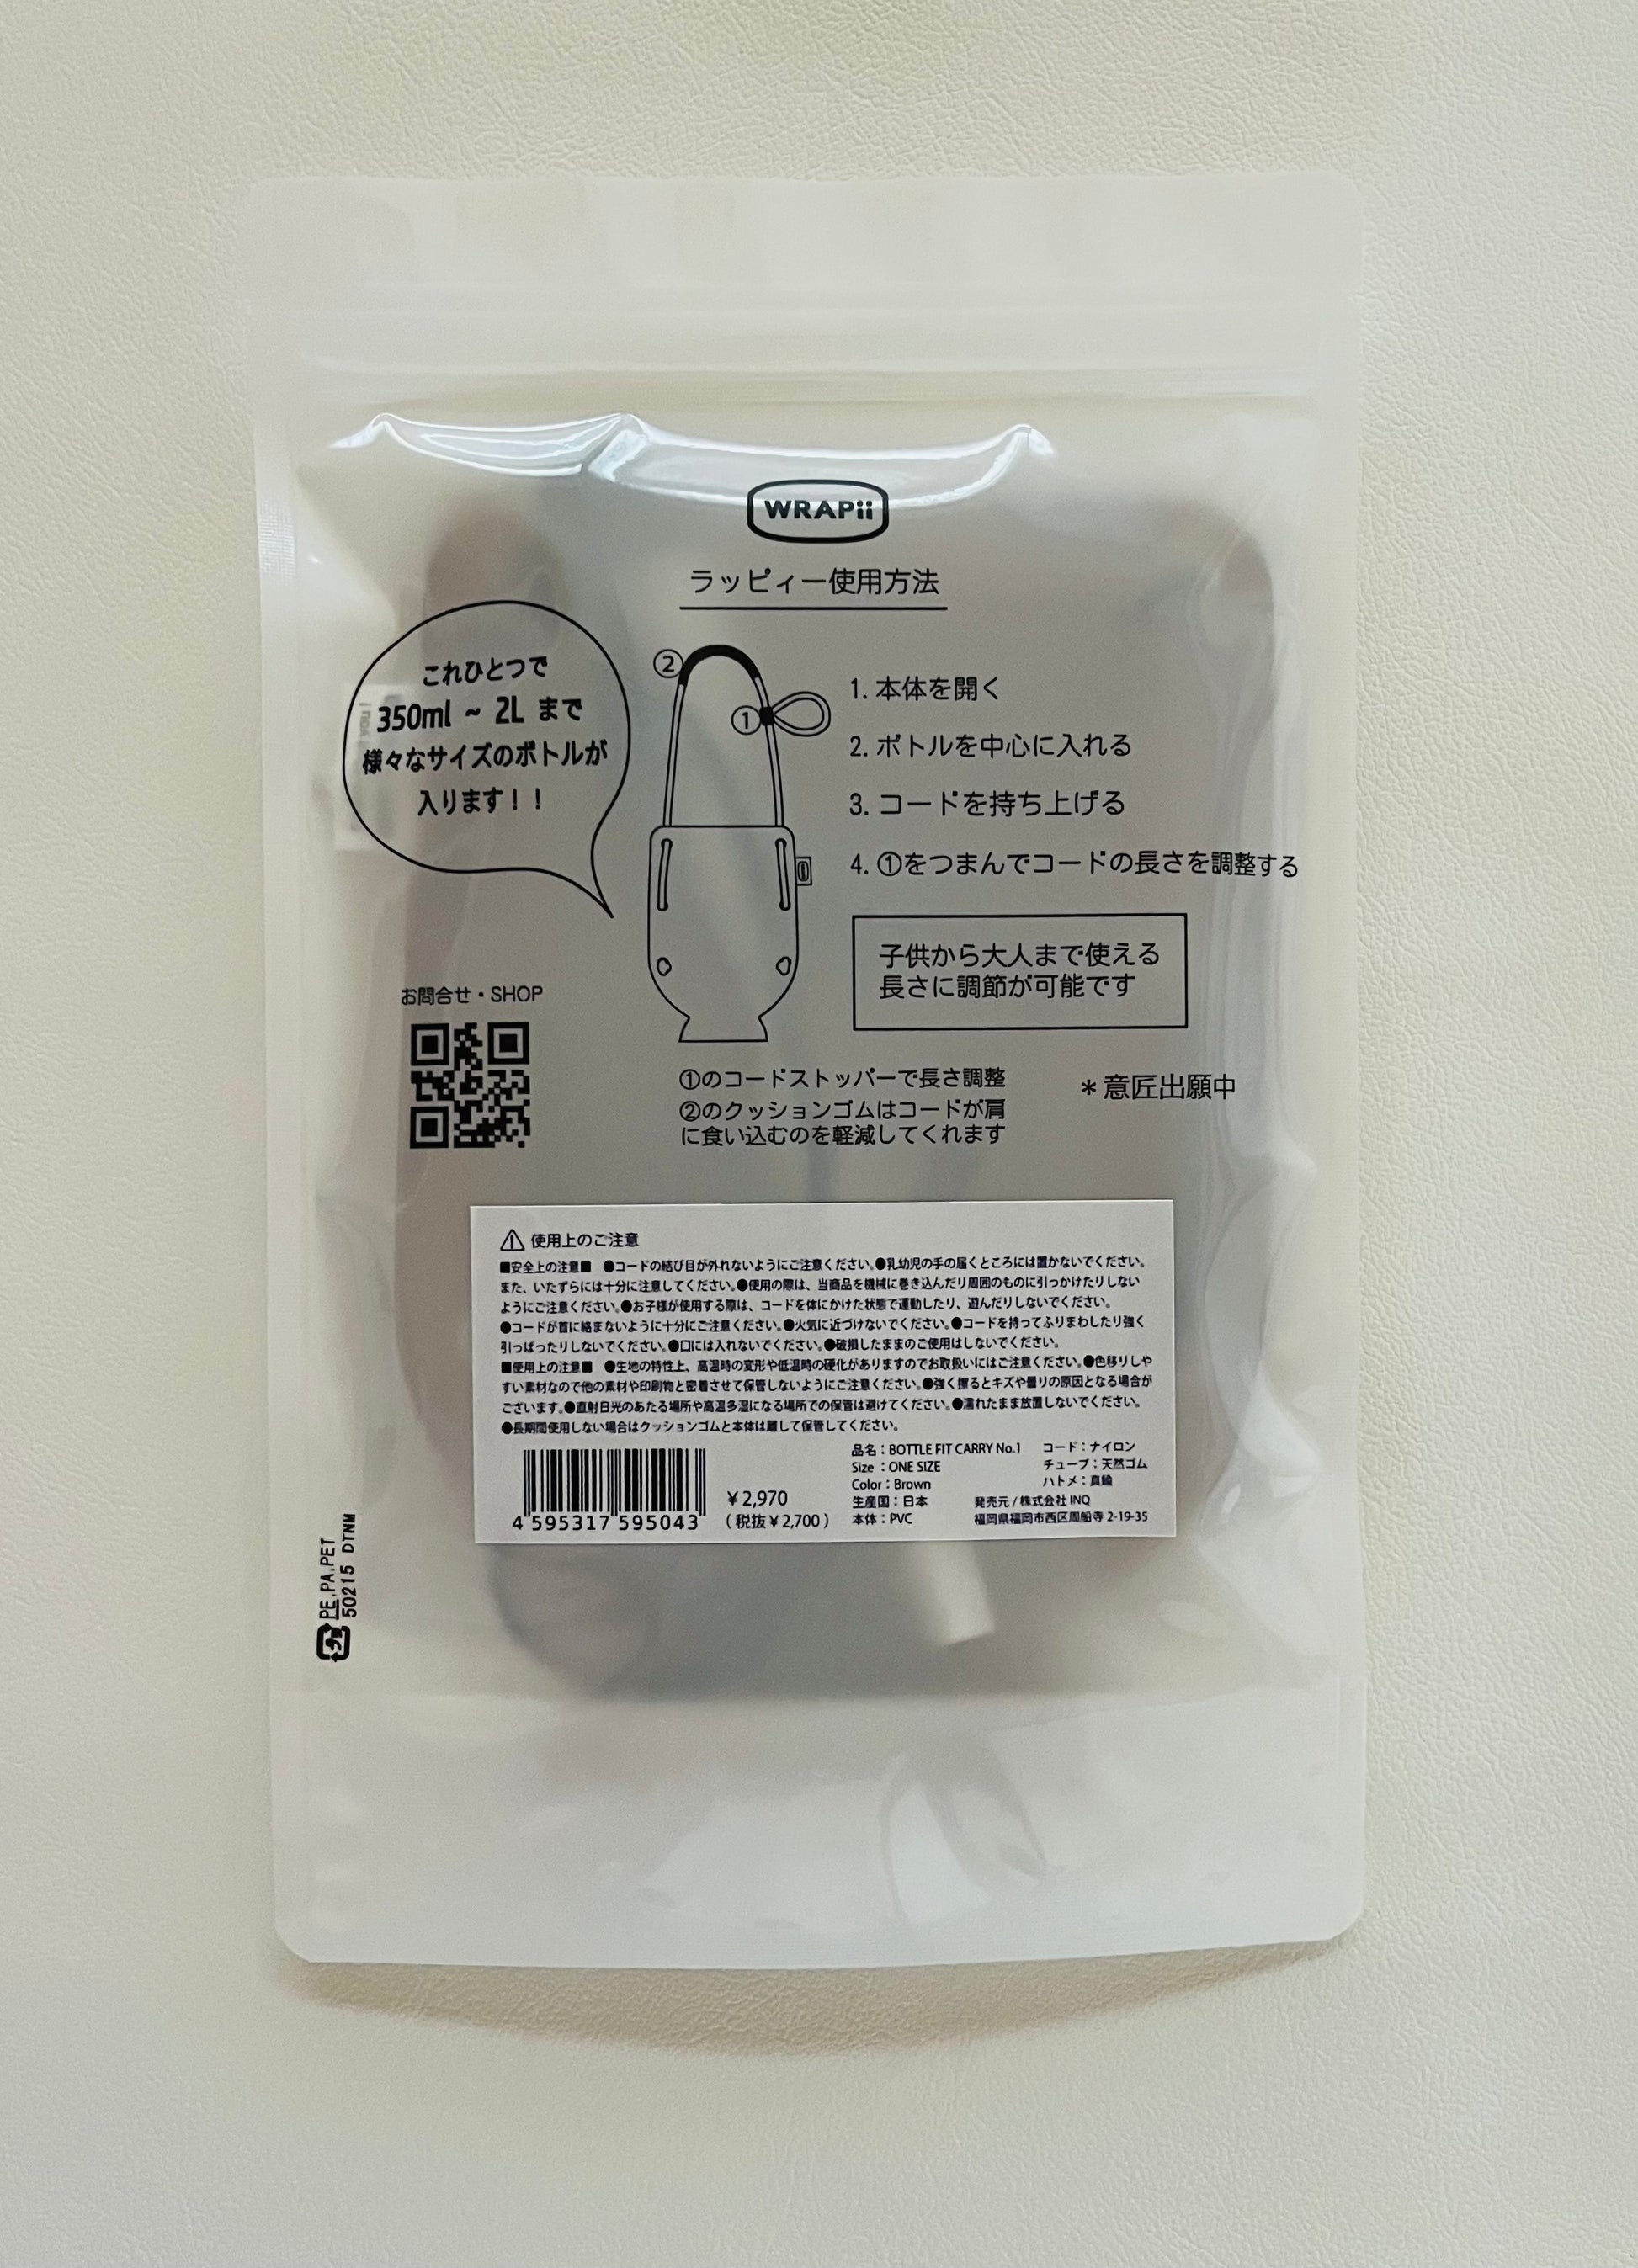 WRAPii
ラッピィー使用方法
これひとつで
350ml ~ 2L まで
様々なサイズのボトルが
入ります！！
②
①
1. 本体を開く
2. ボトルを中心に入れる
3. コードを持ち上げる
4. ①をつまんでコードの長さを調整する
子供から大人まで使える
長さに調節が可能です
お問合せ・SHOP
①のコードストッパーで長さ調整
②のクッションゴムはコードが肩
に食い込むのを軽減してくれます
＊意匠出願中
使用上のご注意
■安全上の注意■ ●コードの結び目が外れないようにご注意ください。●乳幼児の手の届くところには置かないでください。
また、いたずらには十分に注意してください。●使用の際は、当商品を機械に巻き込んだり周囲のものに引っかけたりしない
ようにご注意ください。●お子様が使用する際は、コードを体にかけた状態で運動したり、遊んだりしないでください。
●コードが首に絡まないように十分にご注意ください。●火気に近づけないでください。●コードを持ってふりまわしたり強く
引っぱったりしないでください。●口には入れないでください。●破損したままのご使用はしないでください。
■使用上の注意■ ●生地の特性上、高温時の変形や低温時の硬化がありますのでお取扱いにはご注意ください。●色移りしや
すい素材なので他の素材や印刷物と密着させて保管しないようにご注意ください。●強く擦るとキズや曇りの原因となる場合が
ございます。●直射日光のあたる場所や高温多湿になる場所での保管は避けてください。●濡れたまま放置しないでください。
●長期間使用しない場合はクッションゴムと本体は離して保管してください。
4 595317 595043
￥2,970
（税抜￥2,700）
品名：BOTTLE FIT CARRY No.1
Size ：ONE SIZE
Color：Brown
生産国：日本
本体：PVC
コード：ナイロン
チューブ：天然ゴム
ハトメ：真鍮
発売元 / 株式会社 INQ
福岡県福岡市西区周船寺 2-19-35
プラ
PE,PA,PET
50215 DTNM